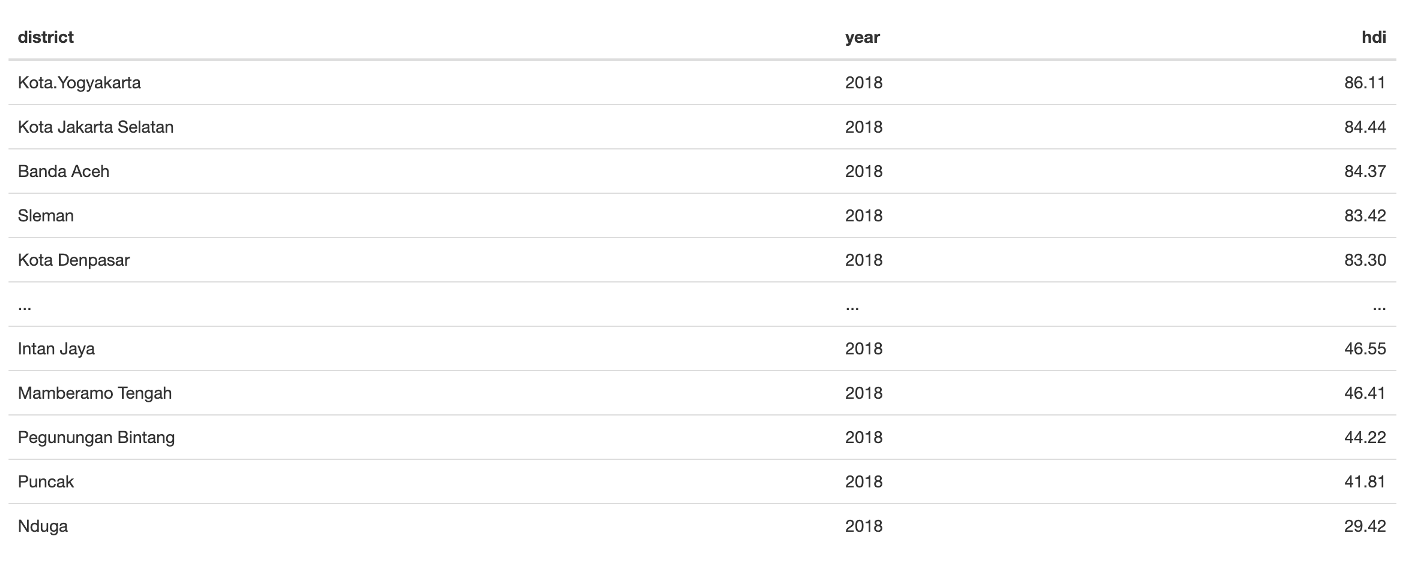 district year hdi
Kota.Yogyakarta 2018 86.11
Kota Jakarta Selatan 2018 84.44
Banda Aceh 2018 84.37
Sleman 2018 83.42
Kota Denpasar 2018 83.30
... ... ...
Intan Jaya 2018 46.55
Mamberamo Tengah 2018 46.41
Pegunungan Bintang 2018 44.22
Puncak 2018 41.81
Nduga 2018 29.42